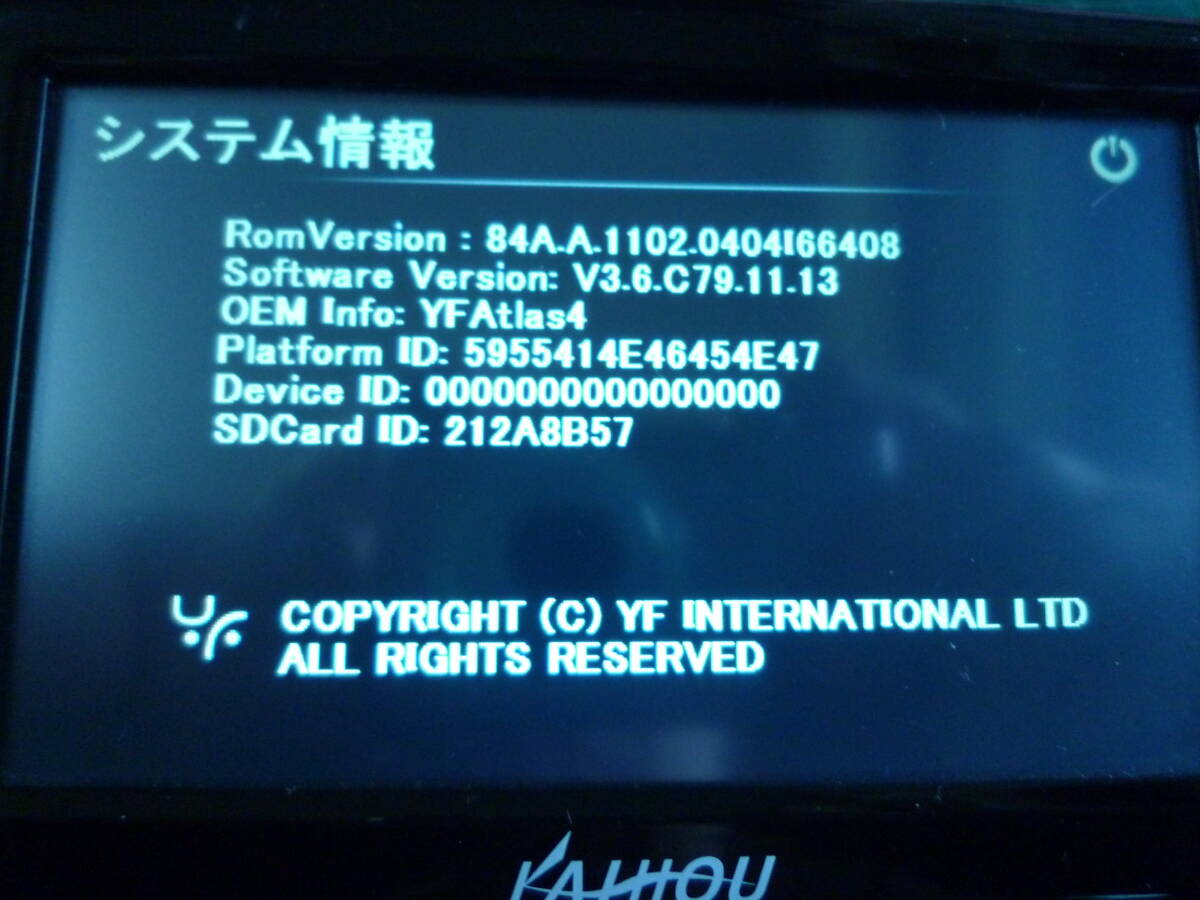 システム情報
RomVersion : 84A.A.1102.0404I66408
Software Version: V3.6.C79.11.13
OEM Info: YFAtlas4
Platform ID: 5955414E46454E47
Device ID: 0000000000000000
SDCard ID: 212A8B57
COPYRIGHT (C) YF INTERNATIONAL LTD
ALL RIGHTS RESERVED
KAIHOU